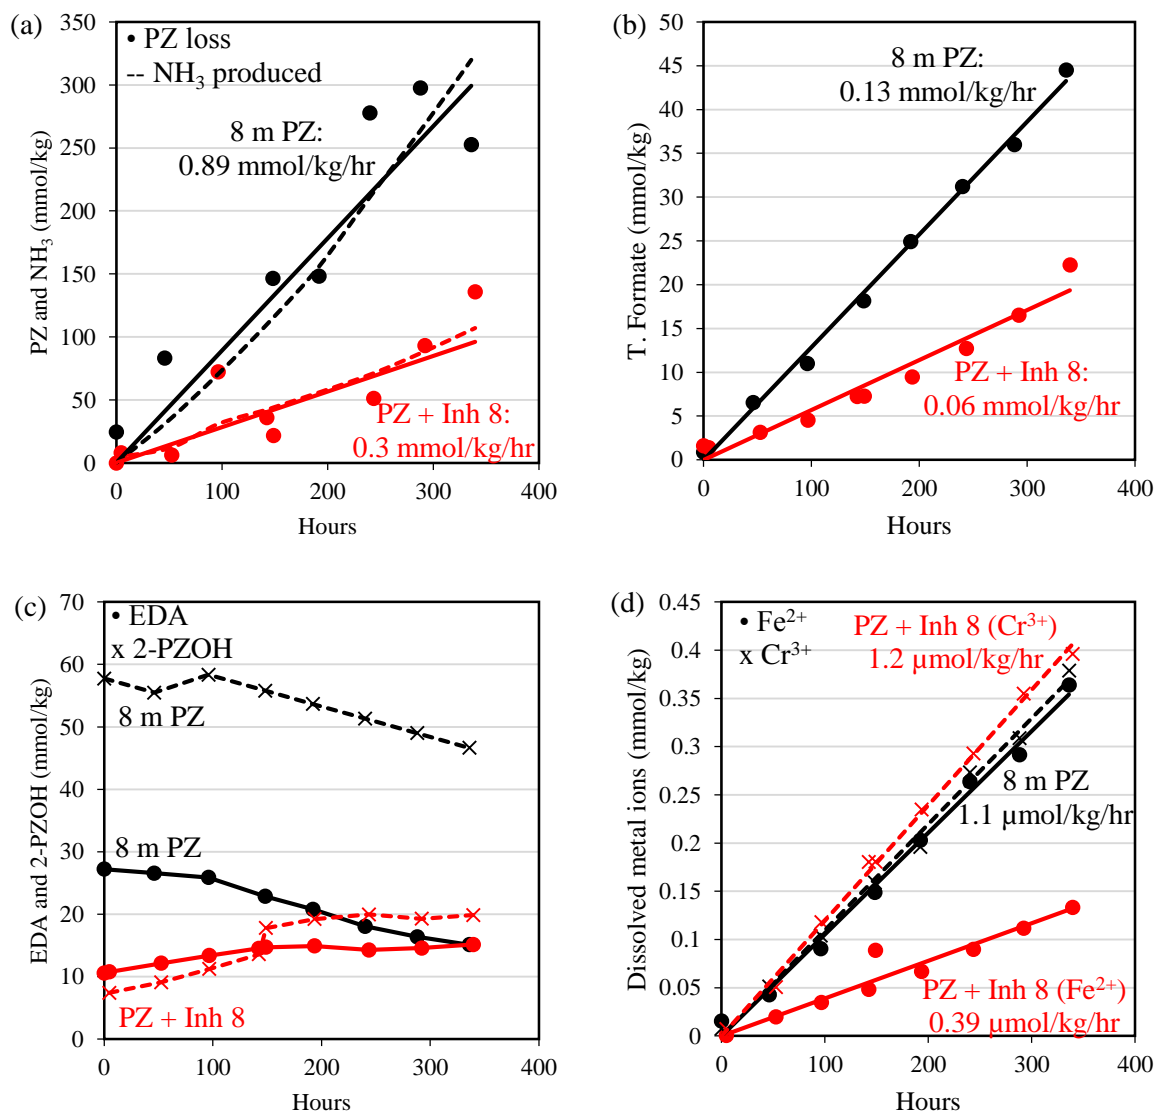 (a)
350
300
250
200
150
100
50
0
PZ and NH₃ (mmol/kg)
• PZ loss
-- NH₃ produced
8 m PZ:
0.89 mmol/kg/hr
PZ + Inh 8:
0.3 mmol/kg/hr
0 100 200 300 400
Hours
(b)
50
45
40
35
30
25
20
15
10
5
0
T. Formate (mmol/kg)
8 m PZ:
0.13 mmol/kg/hr
PZ + Inh 8:
0.06 mmol/kg/hr
0 100 200 300 400
Hours
(c)
70
60
50
40
30
20
10
0
EDA and 2-PZOH (mmol/kg)
• EDA
x 2-PZOH
8 m PZ
8 m PZ
PZ + Inh 8
0 100 200 300 400
Hours
(d)
0.45
0.4
0.35
0.3
0.25
0.2
0.15
0.1
0.05
0
Dissolved metal ions (mmol/kg)
• Fe²⁺
x Cr³⁺
PZ + Inh 8 (Cr³⁺)
1.2 µmol/kg/hr
8 m PZ
1.1 µmol/kg/hr
PZ + Inh 8 (Fe²⁺)
0.39 µmol/kg/hr
0 100 200 300 400
Hours